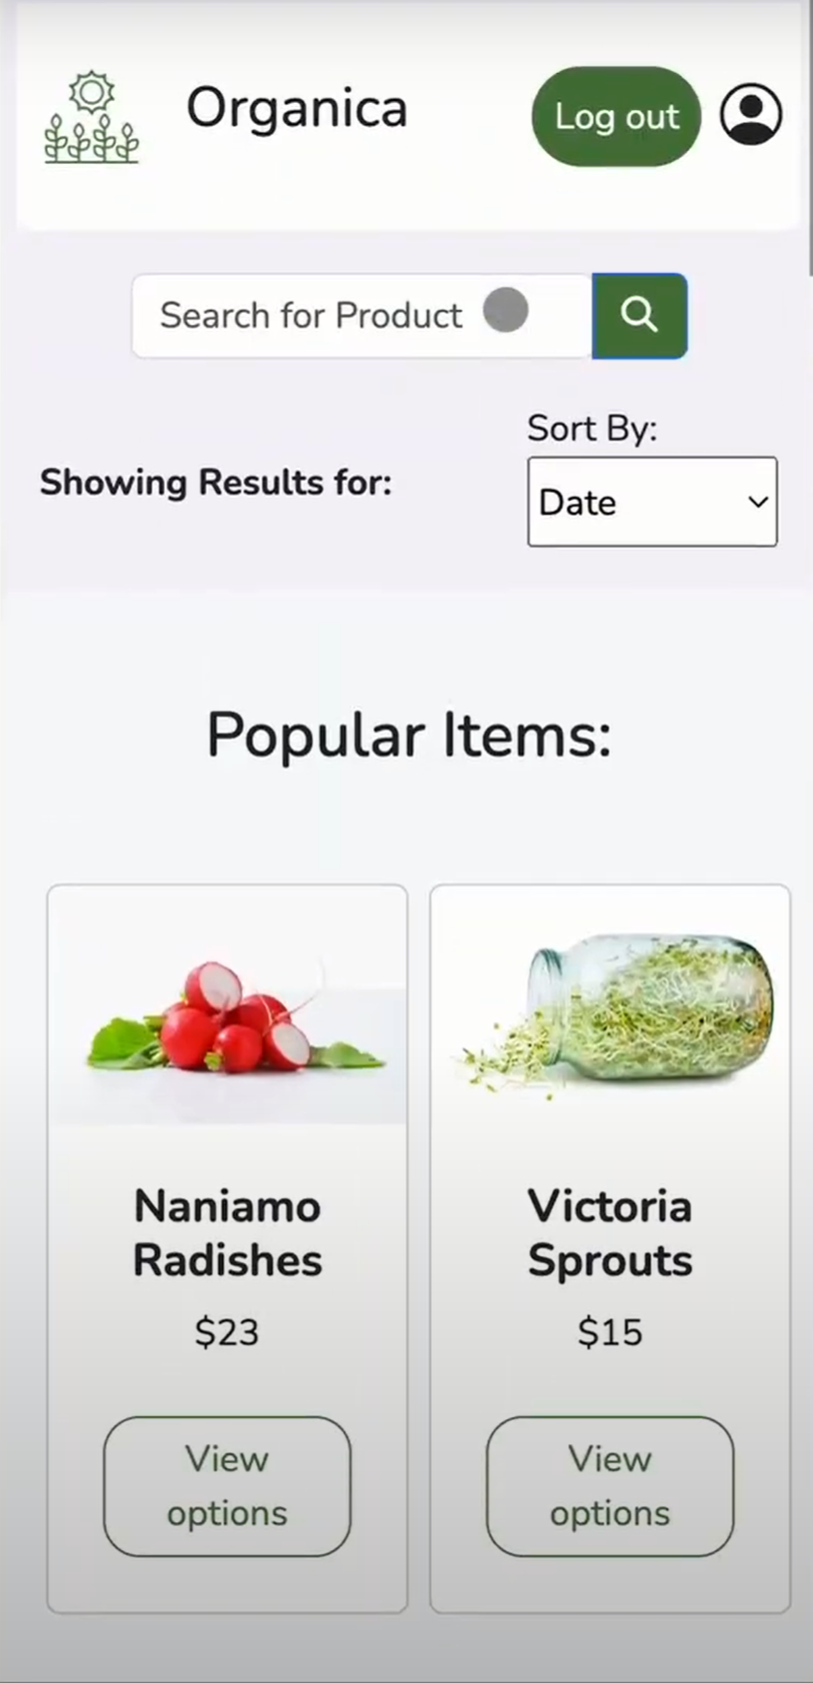 Organica
Log out
Search for Product
Sort By:
Showing Results for:
Date
Popular Items:
Naniamo
Radishes
$23
View
options
Victoria
Sprouts
$15
View
options